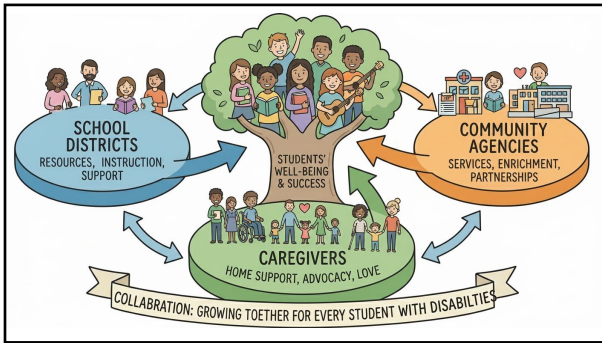 SCHOOL
DISTRICTS
RESOURCES, INSTRUCTION,
SUPPORT
STUDENTS'
WELL-BEING
& SUCCESS
COMMUNITY
AGENCIES
SERVICES, ENRICHMENT,
PARTNERSHIPS
CAREGIVERS
HOME SUPPORT, ADVOCACY, LOVE
COLLABRATION: GROWING TOETHER FOR EVERY STUDENT WITH DISABILTIES